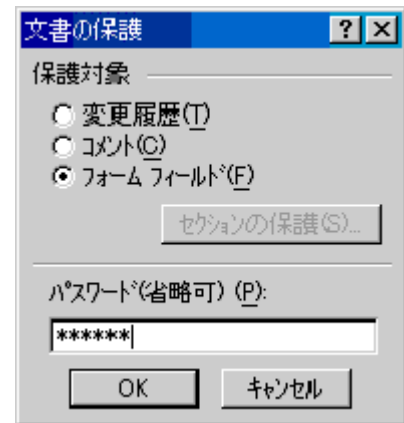 文書の保護
保護対象
変更履歴(T)
コメント(C)
フォーム フィールド(F)
セクションの保護(S)...
パスワード(省略可) (P):
******
OK キャンセル